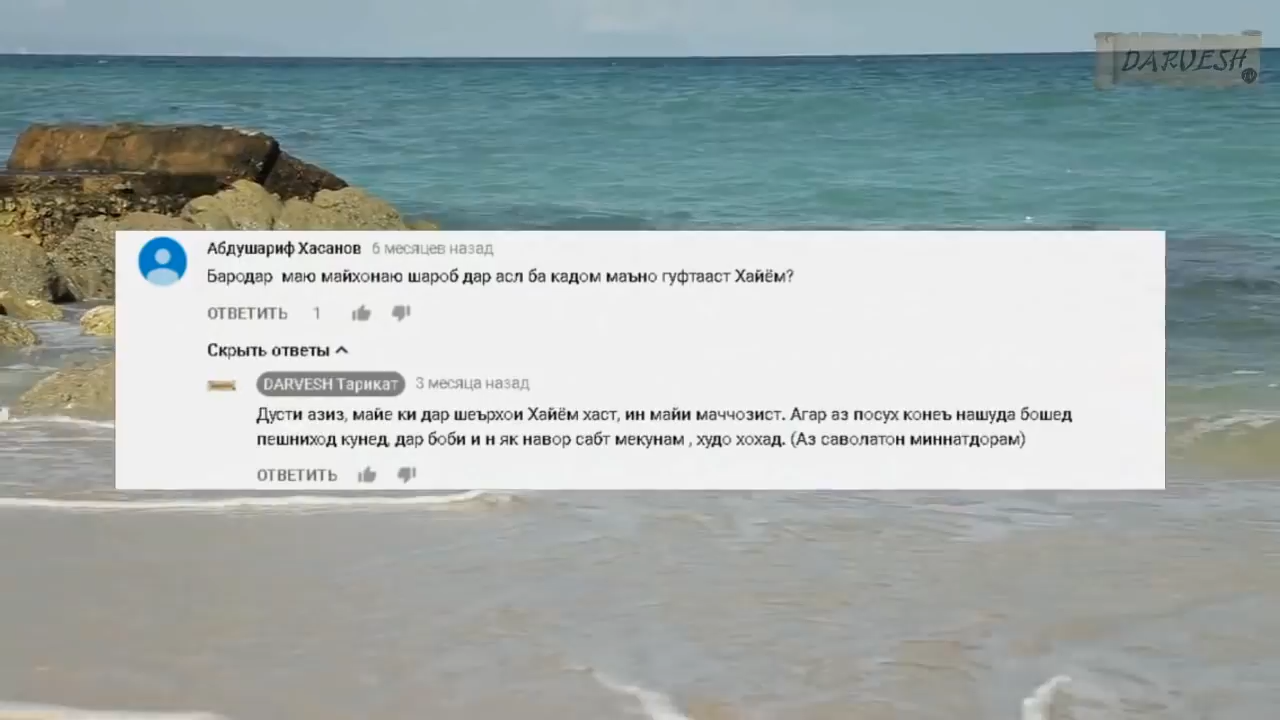 DARVESH
Абдушариф Хасанов 6 месяцев назад
Бародар маю майхонаю шароб дар асл ба кадом маъно гуфтааст Хайём?
ОТВЕТИТЬ 1
Скрыть ответы
DARVESH Тарикат 3 месяца назад
Дусти азиз, майе ки дар шеърхои Хайём хаст, ин майи маччозист. Агар аз посух конеъ нашуда бошед
пешниход кунед, дар боби и н як навор сабт мекунам , худо хохад. (Аз саволатон миннатдорам)
ОТВЕТИТЬ